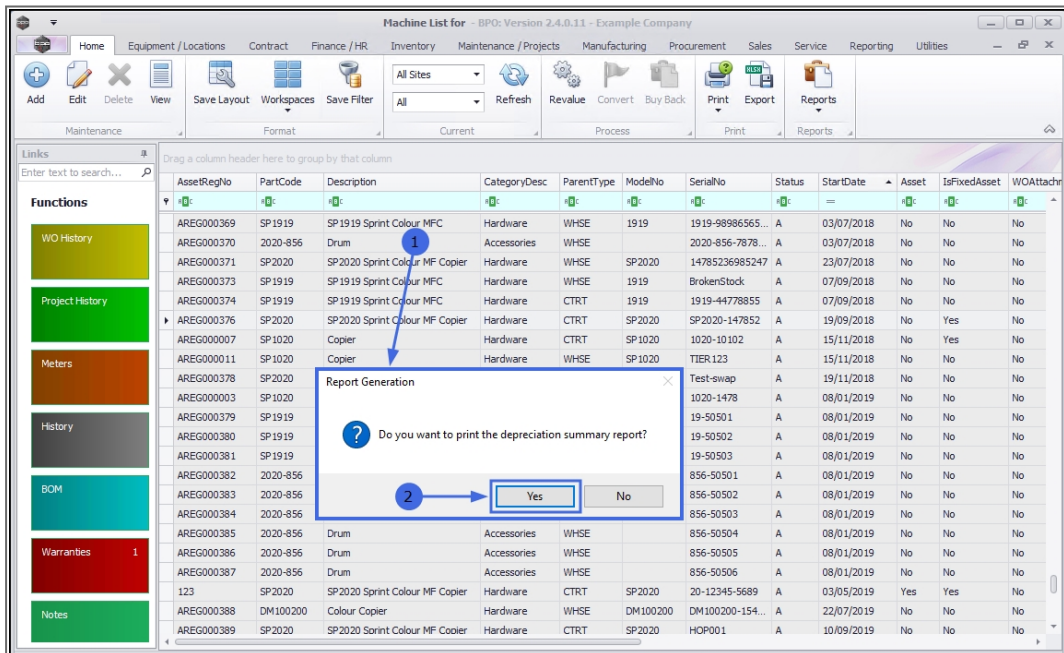 Machine List for - BPO: Version 2.4.0.11 - Example Company
Home Equipment / Locations Contract Finance / HR Inventory Maintenance / Projects Manufacturing Procurement Sales Service Reporting Utilities
All Sites
Add Edit Delete View Save Layout Workspaces Save Filter All Refresh Revalue Convert Buy Back Print Export Reports
Maintenance Format Current Process Print Reports
Links
Drag a column header here to group by that column
Enter text to search...
AssetRegNo PartCode Description CategoryDesc ParentType ModelNo SerialNo Status StartDate Asset IsFixedAsset WOAttachm
Functions
=
AREG000369 SP1919 SP1919 Sprint Colour MFC Hardware WHSE 1919 1919-98986565... A 03/07/2018 No No No
WO History
AREG000370 2020-856 Drum Accessories WHSE 2020-856-7878... A 03/07/2018 No No No
1
AREG000371 SP2020 SP2020 Sprint Colour MF Copier Hardware WHSE SP2020 14785236985247 A 23/07/2018 No No No
AREG000373 SP1919 SP1919 Sprint Colour MFC Hardware WHSE 1919 BrokenStock A 07/09/2018 No No No
Project History
AREG000374 SP1919 SP1919 Sprint Colour MFC Hardware CTRT 1919 1919-44778855 A 07/09/2018 No No No
AREG000376 SP2020 SP2020 Sprint Colour MF Copier Hardware CTRT SP2020 SP2020-147852 A 19/09/2018 No Yes No
AREG000007 SP1020 Copier Hardware CTRT SP1020 1020-10102 A 15/11/2018 No Yes No
Meters
AREG000011 SP1020 Copier Hardware WHSE SP1020 TIER123 A 15/11/2018 No No No
AREG000378 SP2020 Test-swap A 19/11/2018 No No No
Report Generation
AREG000003 SP1020 1020-1478 A 08/01/2019 No No No
AREG000379 SP1919 19-50501 A 08/01/2019 No No No
History
AREG000380 SP1919 19-50502 A 08/01/2019 No No No
Do you want to print the depreciation summary report?
AREG000381 SP1919 19-50503 A 08/01/2019 No No No
AREG000382 2020-856 856-50501 A 08/01/2019 No No No
BOM
AREG000383 2020-856 856-50502 A 08/01/2019 No No No
2
Yes No
AREG000384 2020-856 856-50503 A 08/01/2019 No No No
AREG000385 2020-856 Drum Accessories WHSE 856-50504 A 08/01/2019 No No No
Warranties 1
AREG000386 2020-856 Drum Accessories WHSE 856-50505 A 08/01/2019 No No No
AREG000387 2020-856 Drum Accessories WHSE 856-50506 A 08/01/2019 No No No
123 SP2020 SP2020 Sprint Colour MF Copier Hardware CTRT SP2020 20-12345-5689 A 03/05/2019 Yes Yes No
Notes
AREG000388 DM100200 Colour Copier Hardware WHSE DM100200 DM100200-154... A 22/07/2019 No No No
AREG000389 SP2020 SP2020 Sprint Colour MF Copier Hardware CTRT SP2020 HOP001 A 10/09/2019 No No No